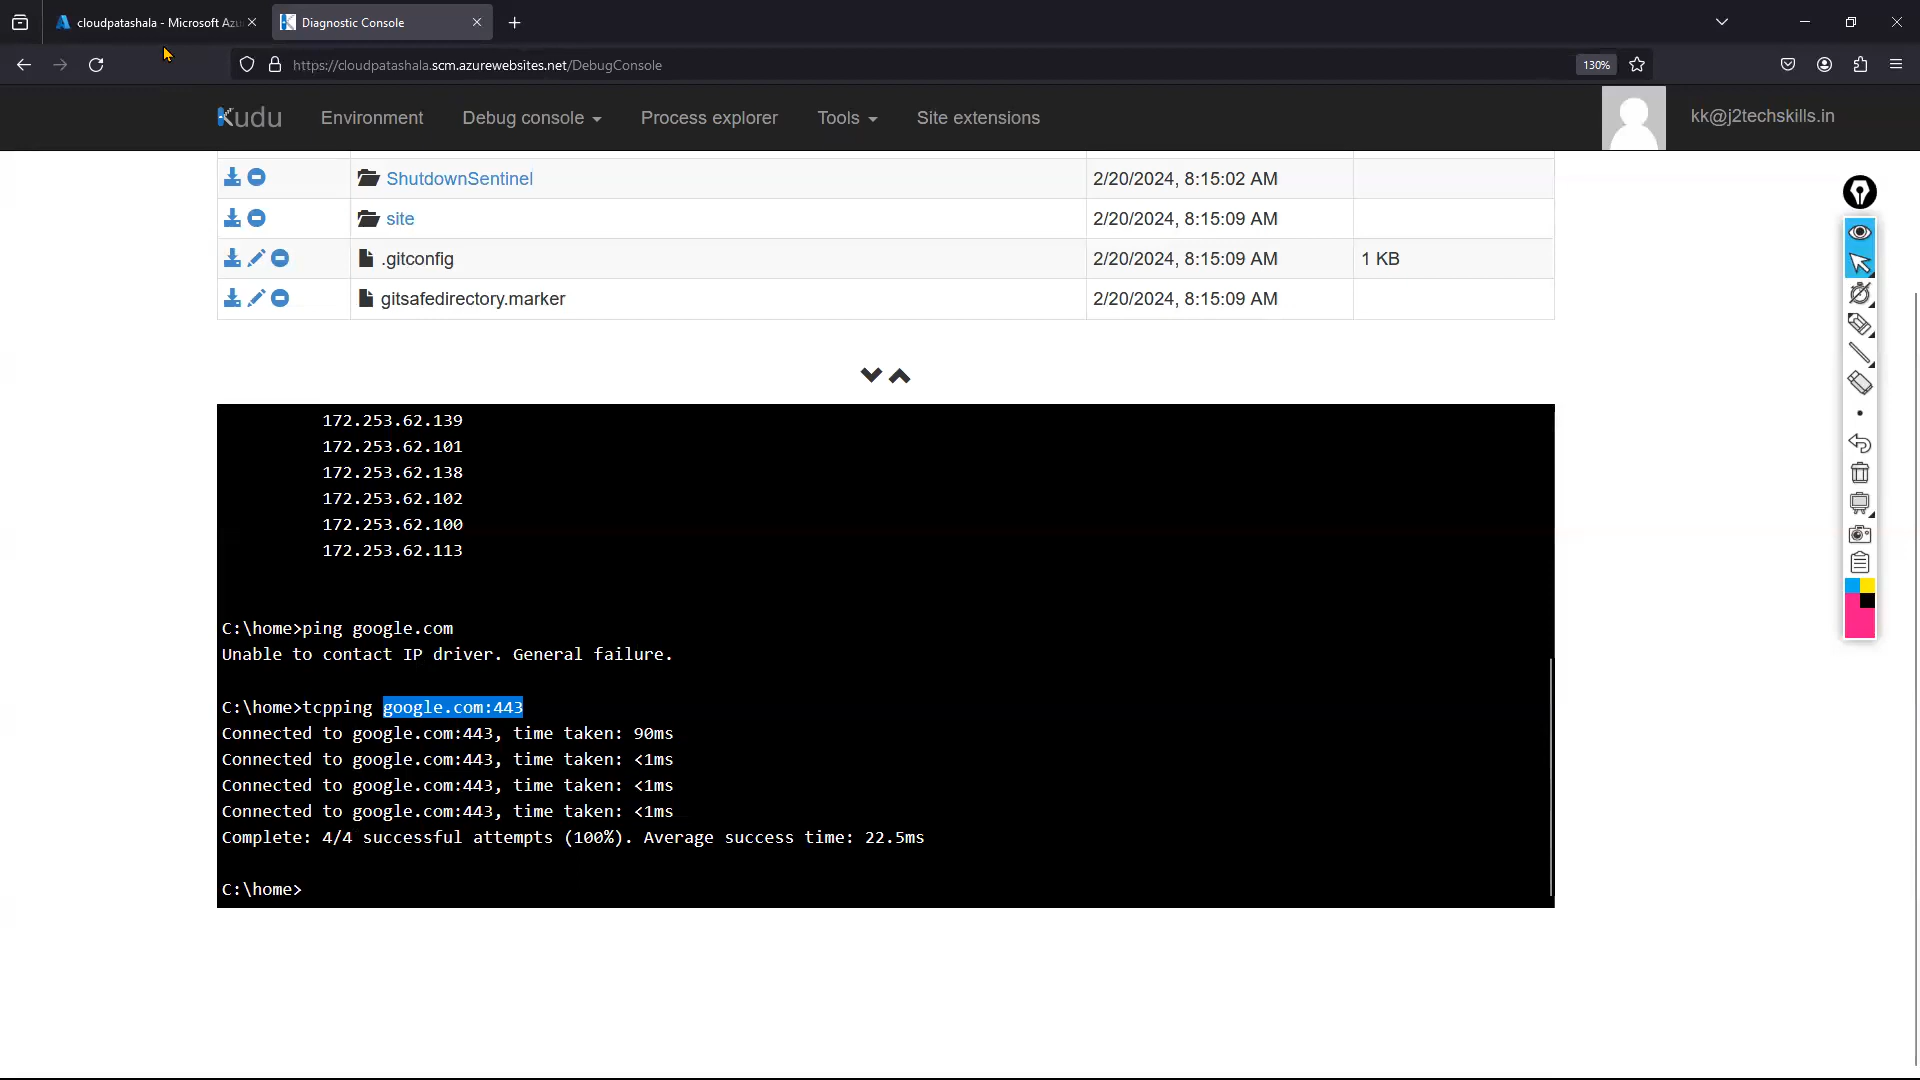 cloudpatashala - Microsoft Azu
Diagnostic Console
https://cloudpatashala.scm.azurewebsites.net/DebugConsole
130%
Kudu
Environment
Debug console
Process explorer
Tools
Site extensions
kk@j2techskills.in
ShutdownSentinel 2/20/2024, 8:15:02 AM
site 2/20/2024, 8:15:09 AM
.gitconfig 2/20/2024, 8:15:09 AM 1 KB
gitsafedirectory.marker 2/20/2024, 8:15:09 AM
172.253.62.139
172.253.62.101
172.253.62.138
172.253.62.102
172.253.62.100
172.253.62.113
C:\home>ping google.com
Unable to contact IP driver. General failure.
C:\home>tcpping google.com:443
Connected to google.com:443, time taken: 90ms
Connected to google.com:443, time taken: <1ms
Connected to google.com:443, time taken: <1ms
Connected to google.com:443, time taken: <1ms
Complete: 4/4 successful attempts (100%). Average success time: 22.5ms
C:\home>